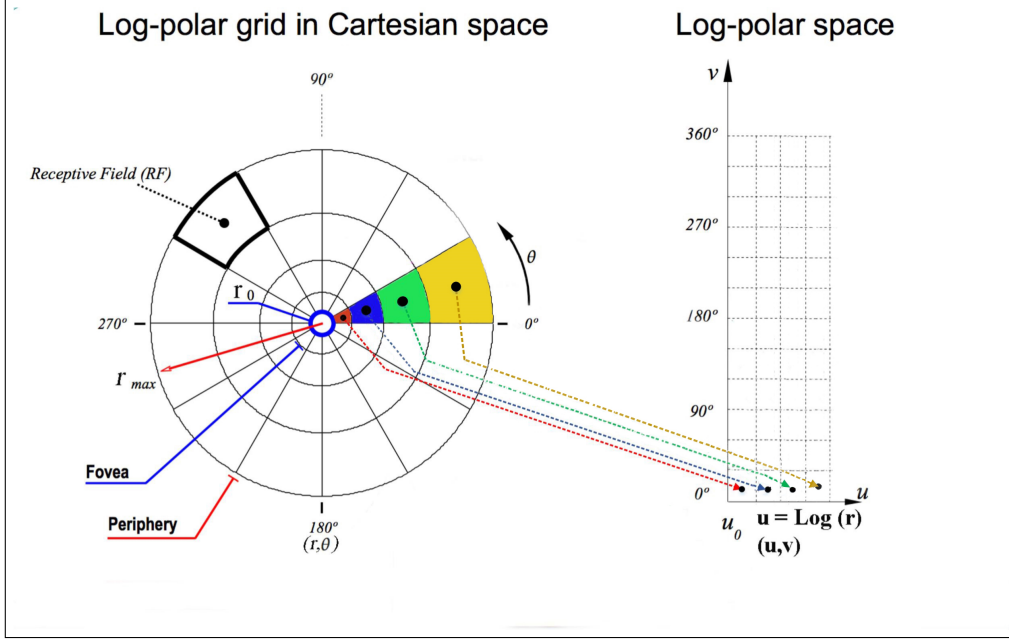 Log-polar grid in Cartesian space
Log-polar space
90º
Receptive Field (RF)
r 0
θ
270º
0º
r max
Fovea
Periphery
180º
(r,θ)
v
360º
270º
180º
90º
0º
u
u0
u = Log (r)
(u,v)